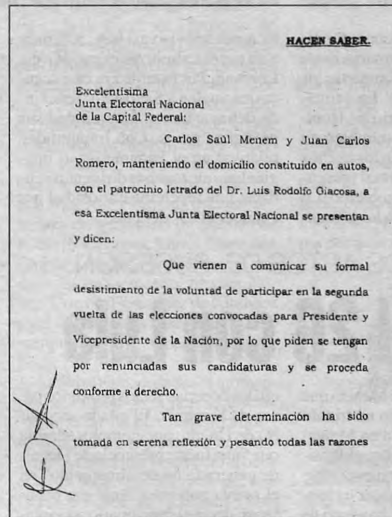 HACEN SABER.
Excelentísima
Junta Electoral Nacional
de la Capital Federal:
Carlos Saúl Menem y Juan Carlos
Romero, manteniendo el domicilio constituido en autos,
con el patrocinio letrado del Dr. Luis Rodolfo Giacosa, a
esa Excelentísma Junta Electoral Nacional se presentan
y dicen:
Que vienen a comunicar su formal
desistimiento de la voluntad de participar en la segunda
vuelta de las elecciones convocadas para Presidente y
Vicepresidente de la Nación, por lo que piden se tengan
por renunciadas sus candidaturas y se proceda
conforme a derecho.
Tan grave determinación ha sido
tomada en serena reflexión y pesando todas las razones